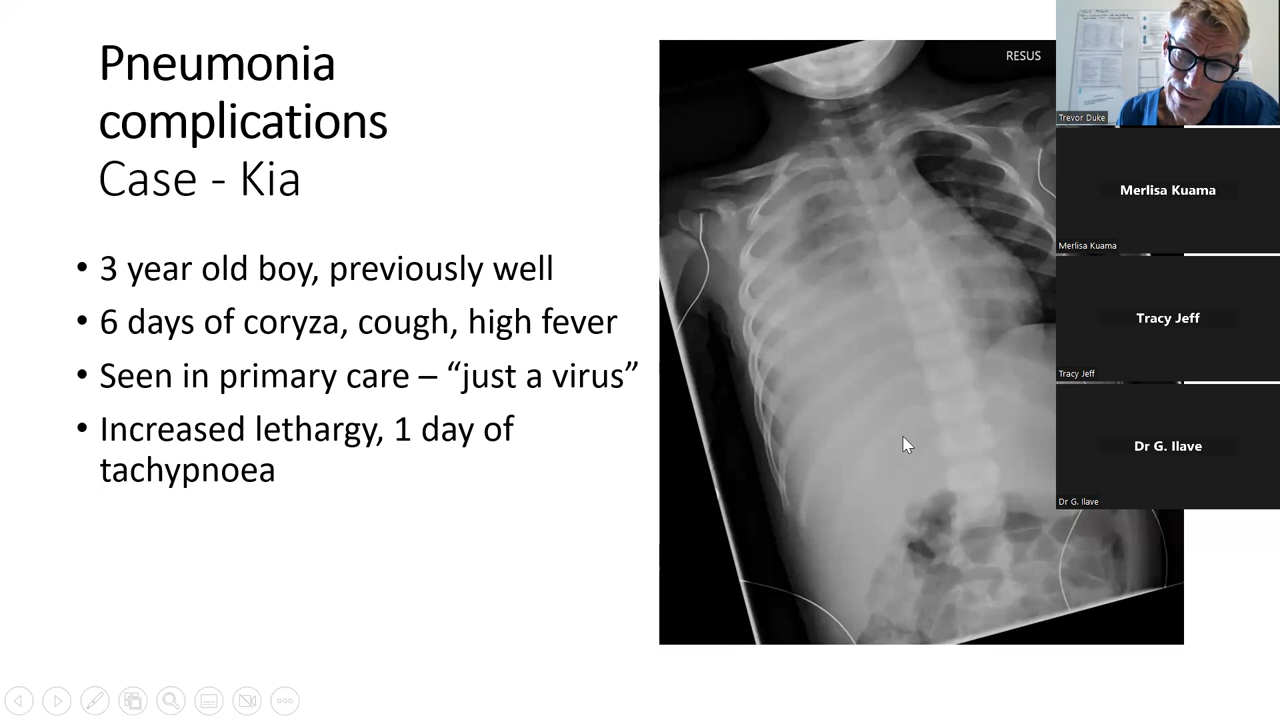 Pneumonia
complications
Case - Kia
• 3 year old boy, previously well
• 6 days of coryza, cough, high fever
• Seen in primary care – “just a virus”
• Increased lethargy, 1 day of
tachypnoea
RESUS
Trevor Duke
Merlisa Kuama
Merlisa Kuama
Tracy Jeff
Tracy Jeff
Dr G. Ilave
Dr G. Ilave